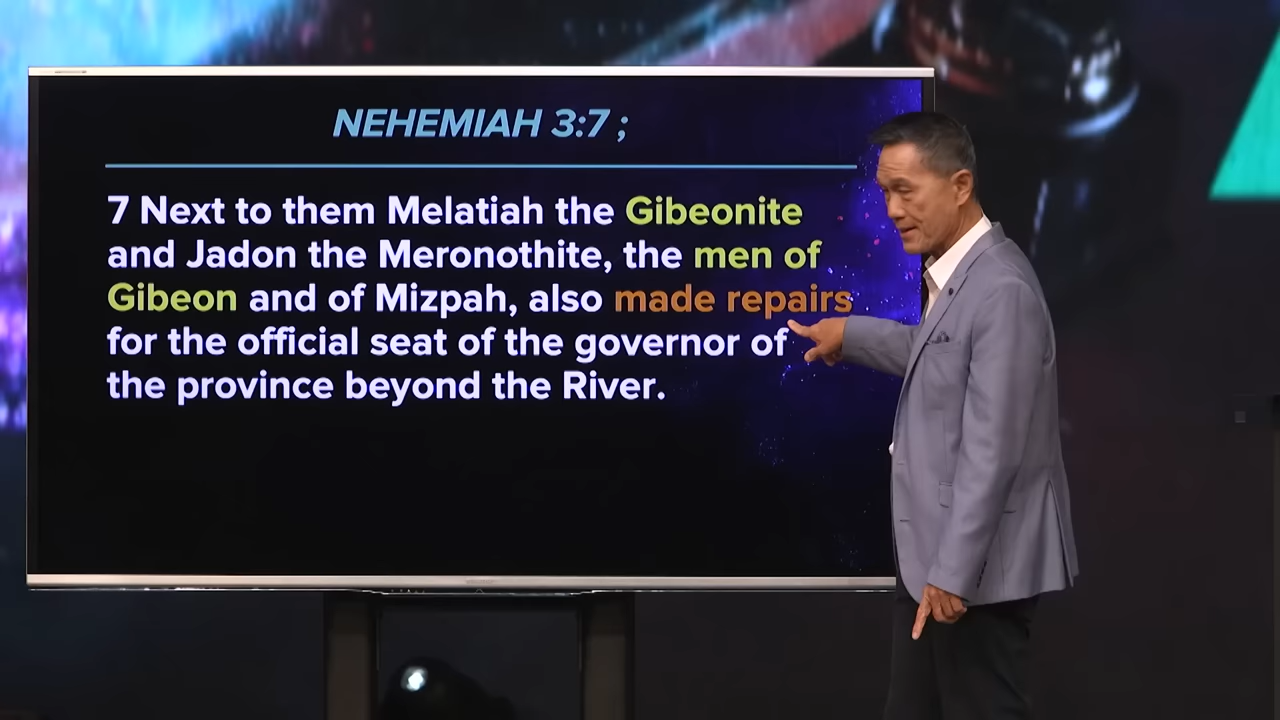 NEHEMIAH 3:7 ;
7 Next to them Melatiah the Gibeonite
and Jadon the Meronothite, the men of
Gibeon and of Mizpah, also made repairs
for the official seat of the governor of
the province beyond the River.